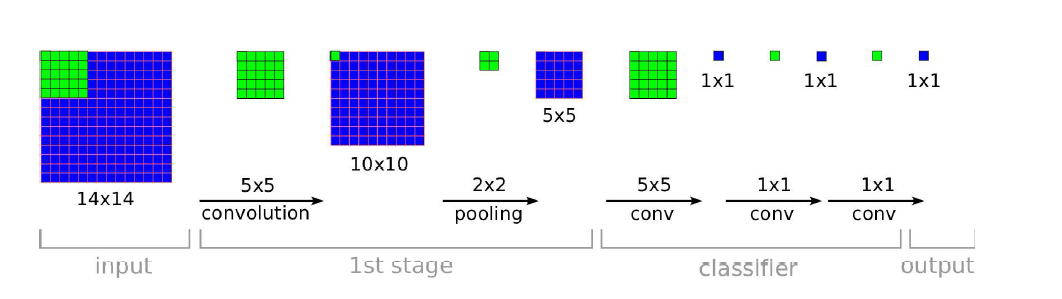 1x1
1x1
1x1
5x5
10x10
14x14
5x5
convolution
2x2
pooling
5x5
conv
1x1
conv
1x1
conv
input
1st stage
classifier
output